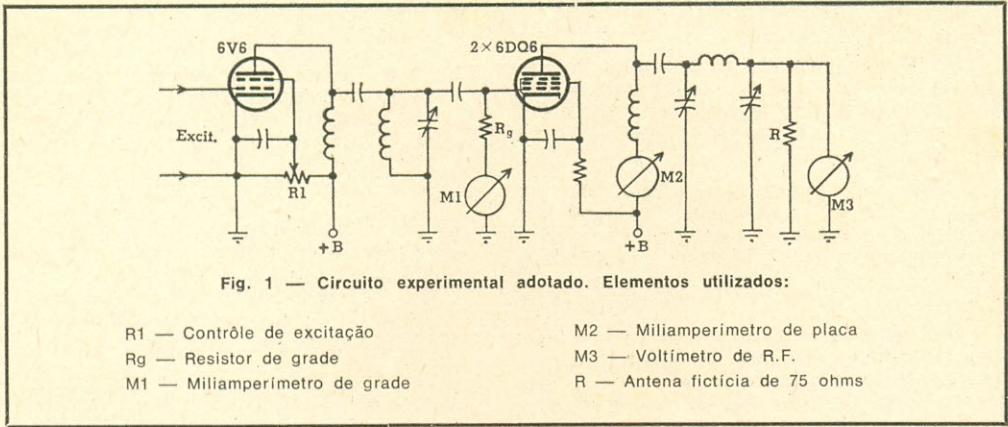 6V6
2×6DQ6
Excit.
R1
+B
Rg
M1
M2
+B
R
M3
Fig. 1 — Circuito experimental adotado. Elementos utilizados:
R1 — Contrôle de excitação
Rg — Resistor de grade
M1 — Miliamperímetro de grade
M2 — Miliamperímetro de placa
M3 — Voltímetro de R.F.
R — Antena fictícia de 75 ohms